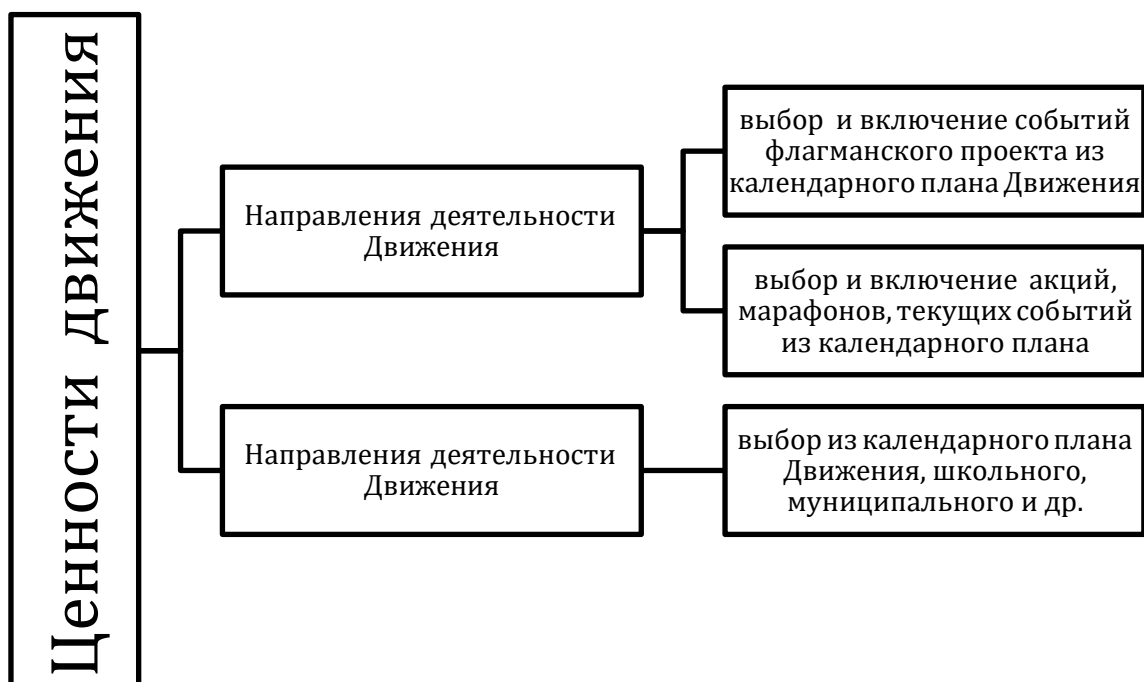 Ценности движения
Направления деятельности
Движения
выбор и включение событий
флагманского проекта из
календарного плана Движения
выбор и включение акций,
марафонов, текущих событий
из календарного плана
Направления деятельности
Движения
выбор из календарного плана
Движения, школьного,
муниципального и др.